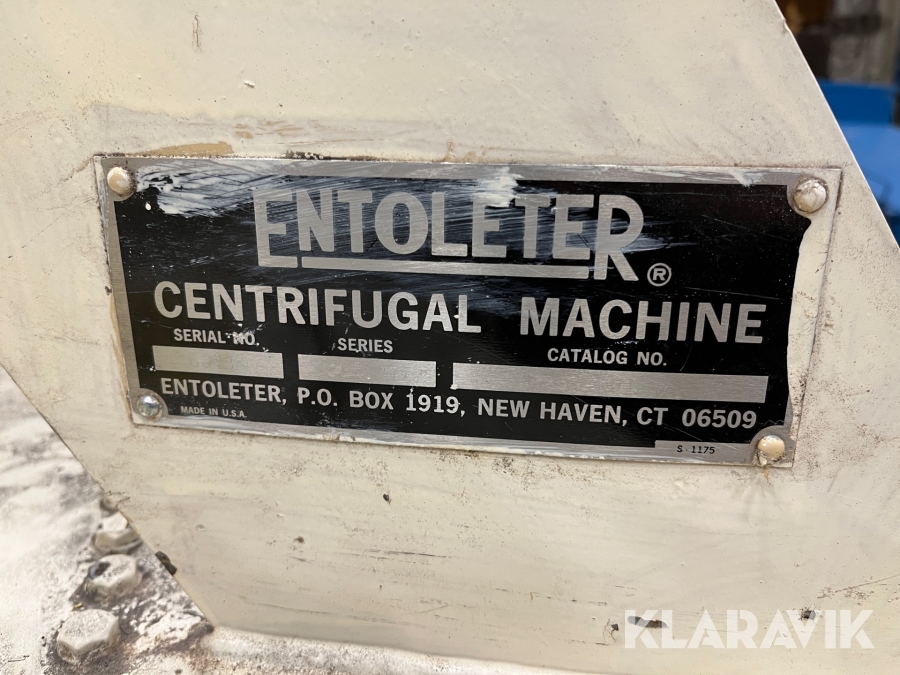 ENTOLETER®
CENTRIFUGAL MACHINE
SERIAL NO. SERIES CATALOG NO.
ENTOLETER, P.O. BOX 1919, NEW HAVEN, CT 06509
MADE IN U.S.A.
S-1175
KLARAVIK